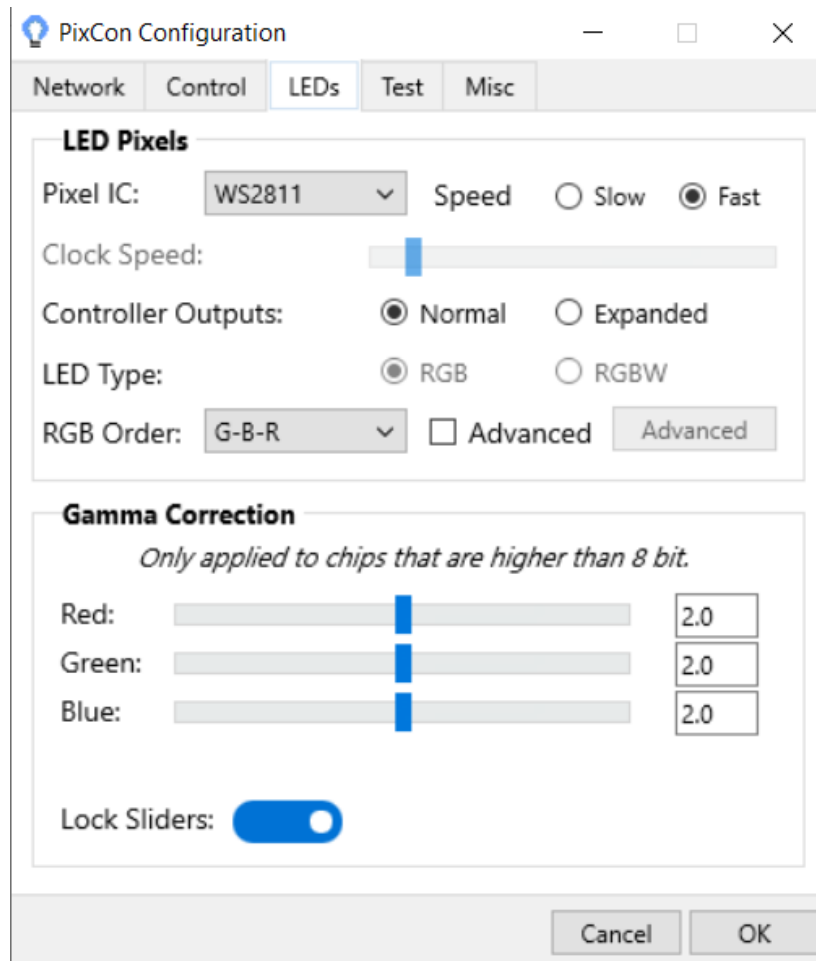 PixCon Configuration
Network Control LEDs Test Misc
LED Pixels
Pixel IC: WS2811 Speed Slow Fast
Clock Speed:
Controller Outputs: Normal Expanded
LED Type: RGB RGBW
RGB Order: G-B-R Advanced Advanced
Gamma Correction
Only applied to chips that are higher than 8 bit.
Red: 2.0
Green: 2.0
Blue: 2.0
Lock Sliders:
Cancel OK